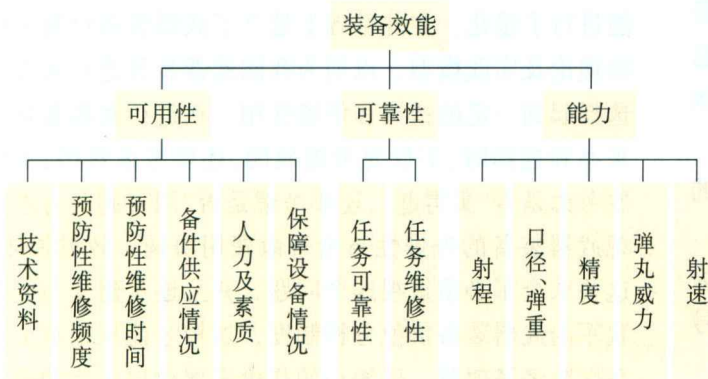 装备效能
可用性
可靠性
能力
技术资料
预防性维修频度
预防性维修时间
备件供应情况
人力及素质
保障设备情况
任务可靠性
任务维修性
射程
口径、弹重
精度
弹丸威力
射速